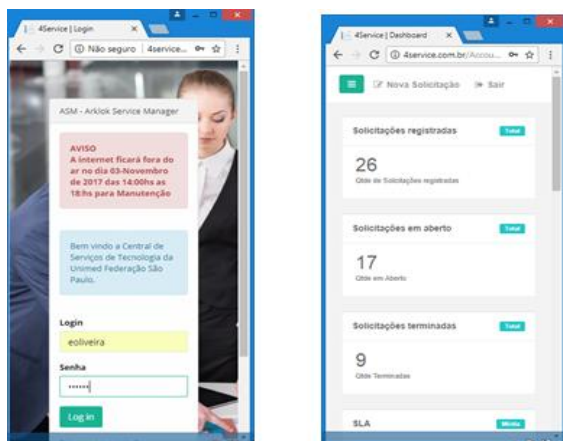 4Service | Login
Não seguro
4service...
ASM - Arklok Service Manager
AVISO
A internet ficará fora do
ar no dia 03-Novembro
de 2017 das 14:00hs as
18:hs para Manutenção
Bem vindo a Central de
Serviços de Tecnologia da
Unimed Federação São
Paulo.
Login
eoliveira
Senha
••••••
Log in
4Service | Dashboard
4service.com.br/Accou...
Nova Solicitação
Sair
Solicitações registradas
Total
26
Qtde de Solicitações registradas
Solicitações em aberto
Total
17
Qtde em Aberto
Solicitações terminadas
Total
9
Qtde Terminadas
SLA